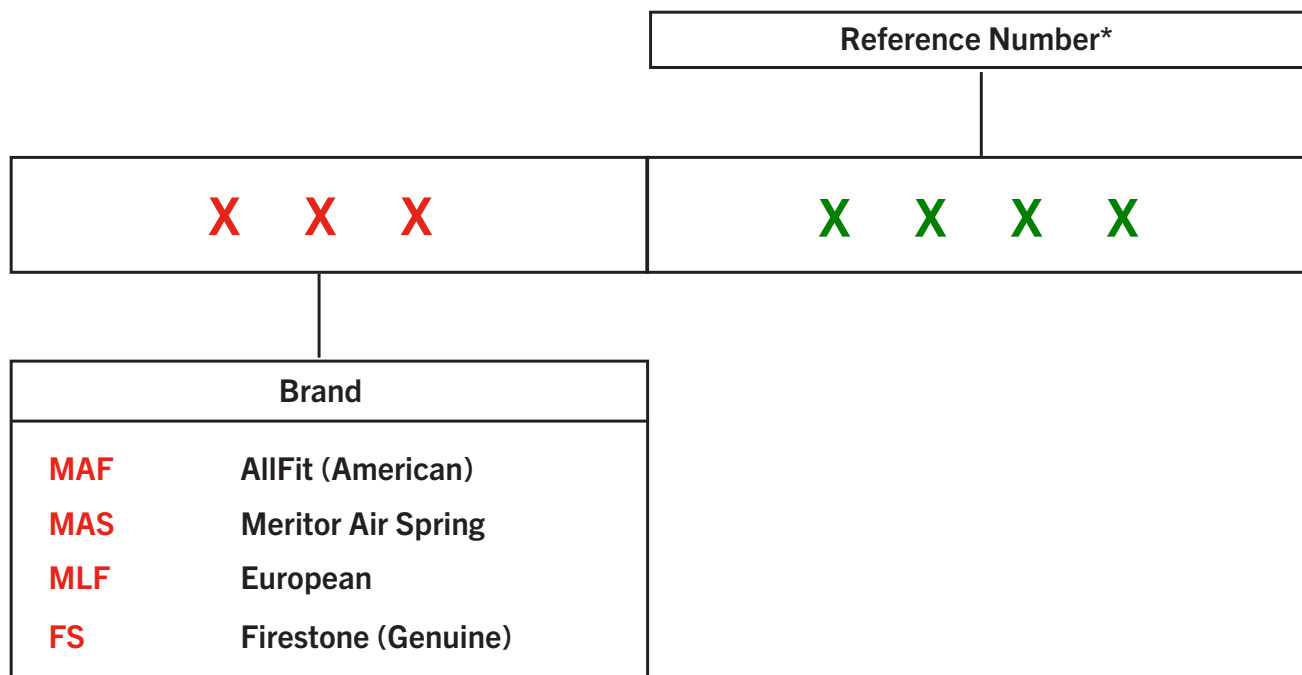 Reference Number*
X X X X X X X
Brand
MAF AllFit (American)
MAS Meritor Air Spring
MLF European
FS Firestone (Genuine)